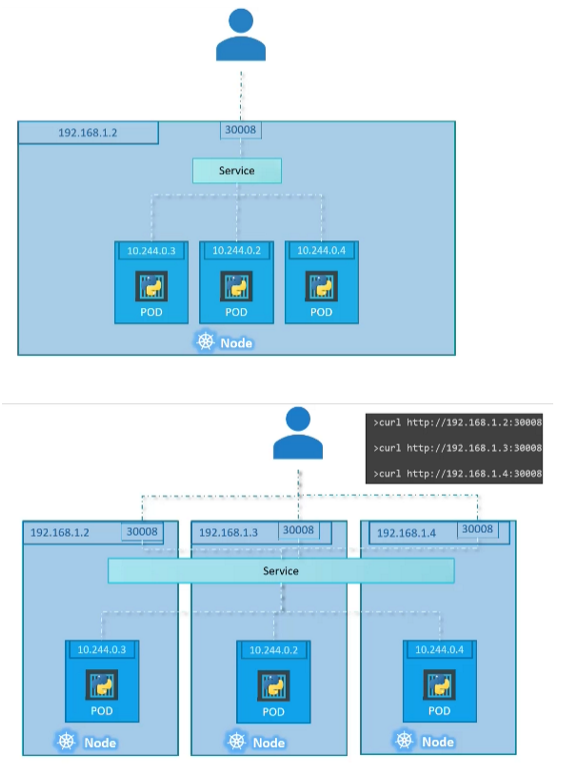 192.168.1.2
30008
Service
10.244.0.3
10.244.0.2
10.244.0.4
POD
POD
POD
Node
>curl http://192.168.1.2:30008
>curl http://192.168.1.3:30008
>curl http://192.168.1.4:30008
192.168.1.2
30008
192.168.1.3
30008
192.168.1.4
30008
Service
10.244.0.3
10.244.0.2
10.244.0.4
POD
POD
POD
Node
Node
Node